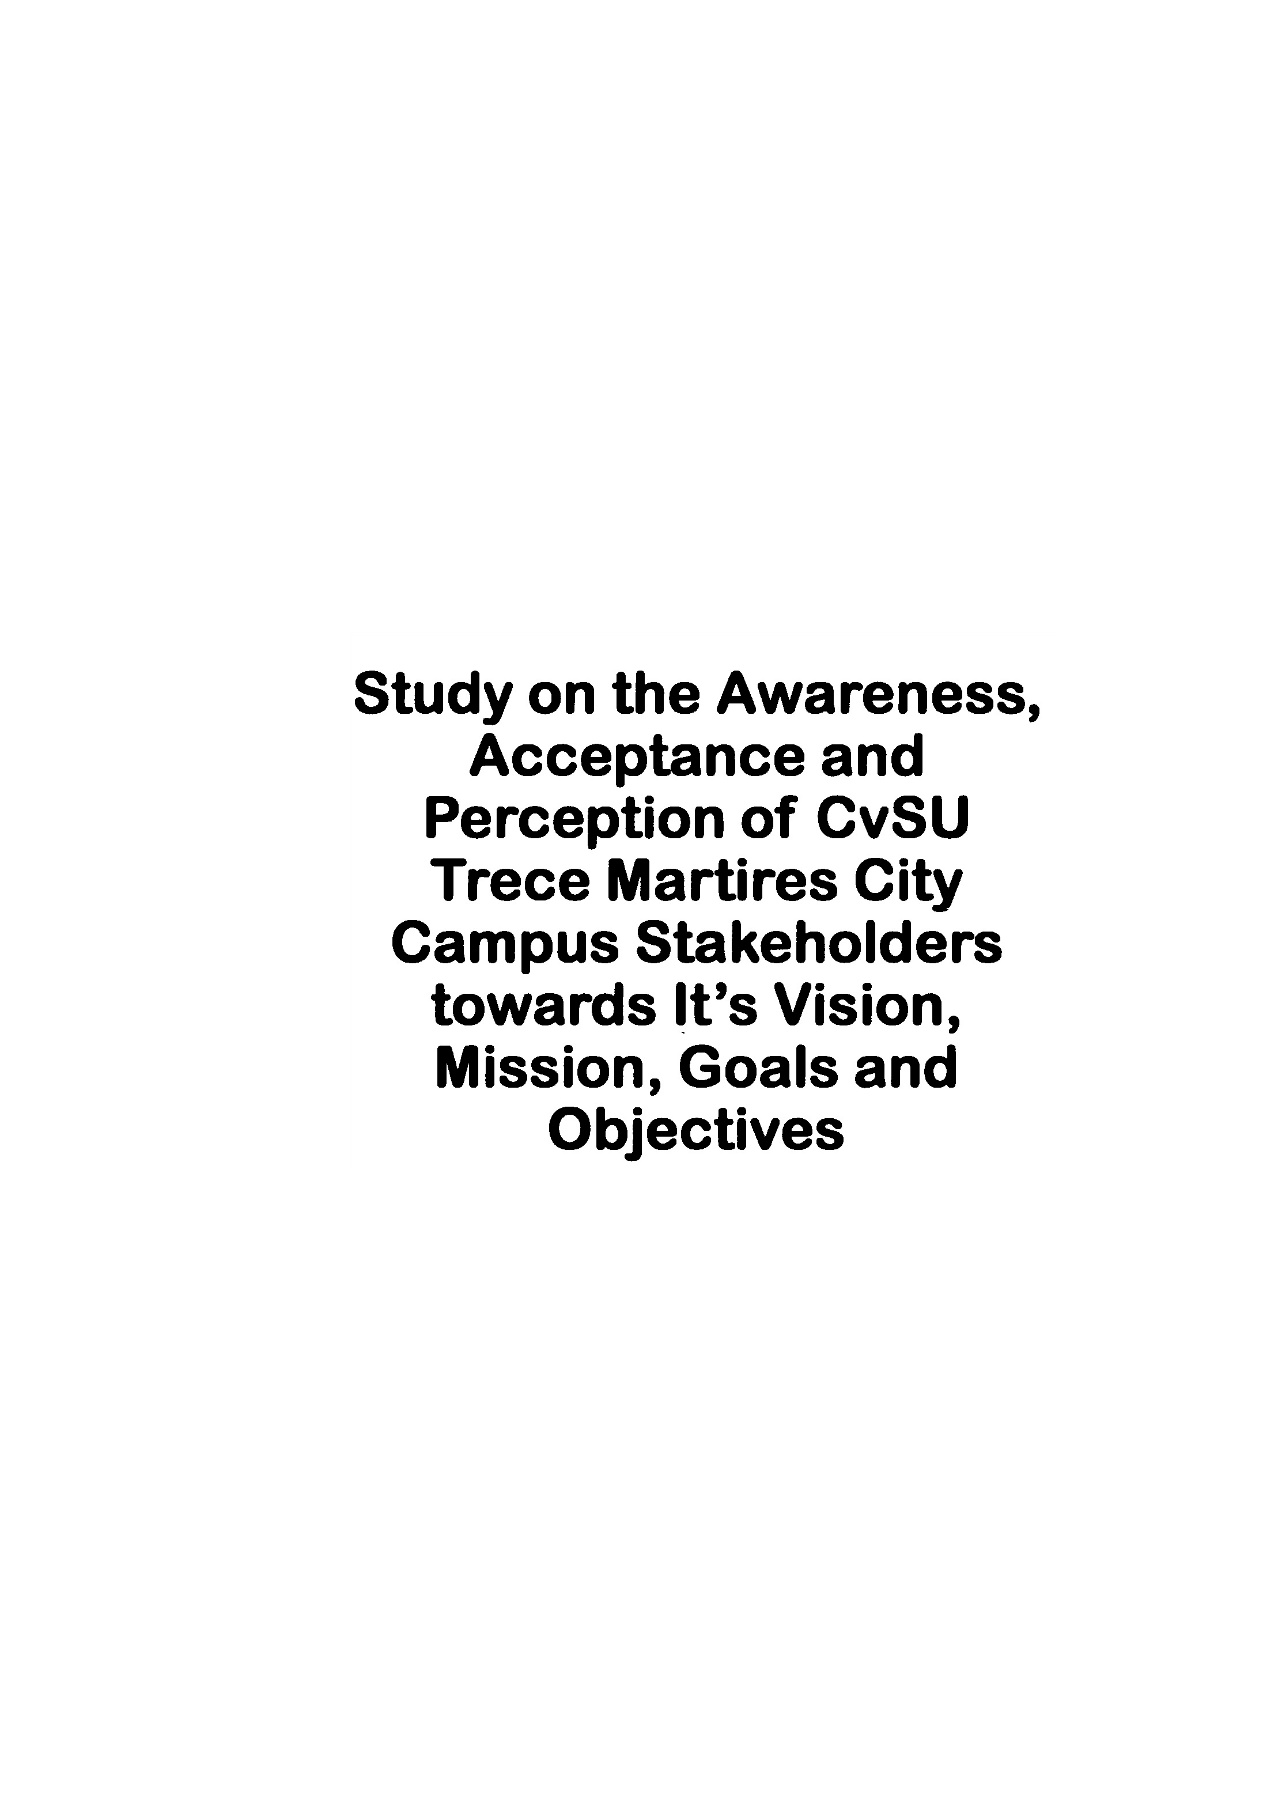 Study on the Awareness,
Acceptance and
Perception of CvSU
Trece Martires City
Campus Stakeholders
towards It’s Vision,
Mission, Goals and
Objectives